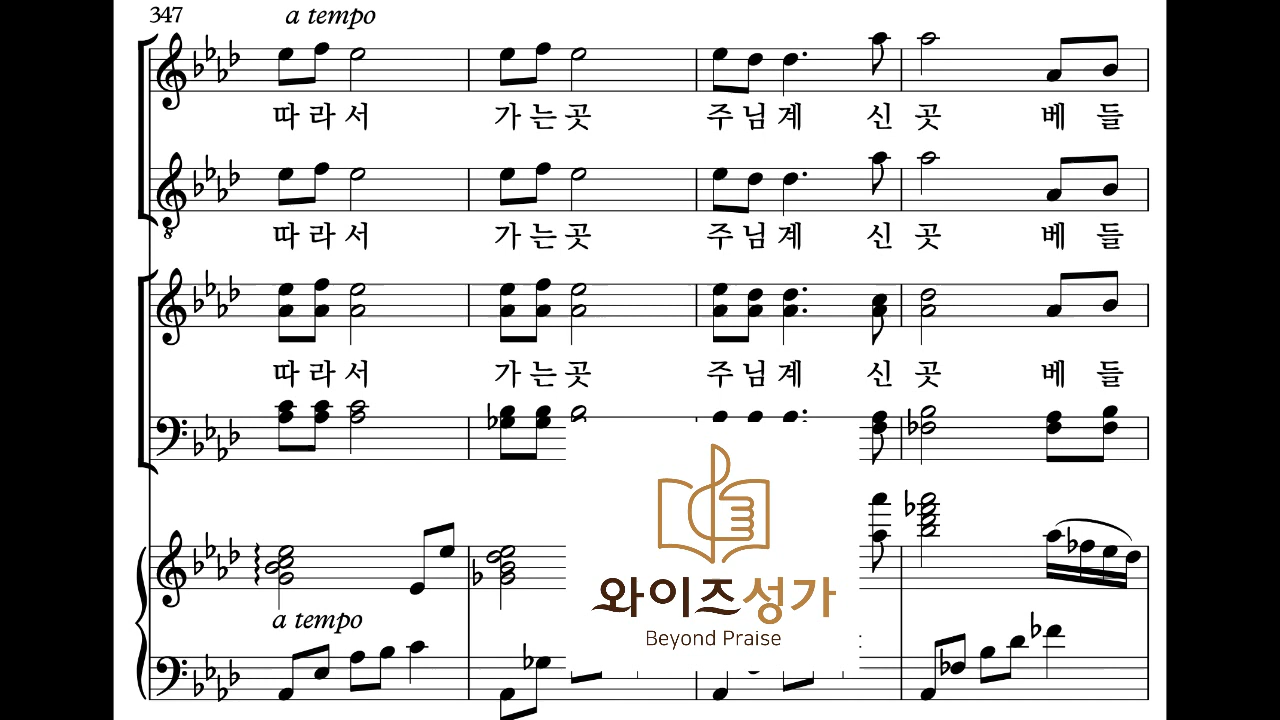 347
a tempo
따 라 서 가 는 곳 주 님 계 신 곳 베 들
따 라 서 가 는 곳 주 님 계 신 곳 베 들
따 라 서 가 는 곳 주 님 계 신 곳 베 들
와이즈성가
a tempo
Beyond Praise